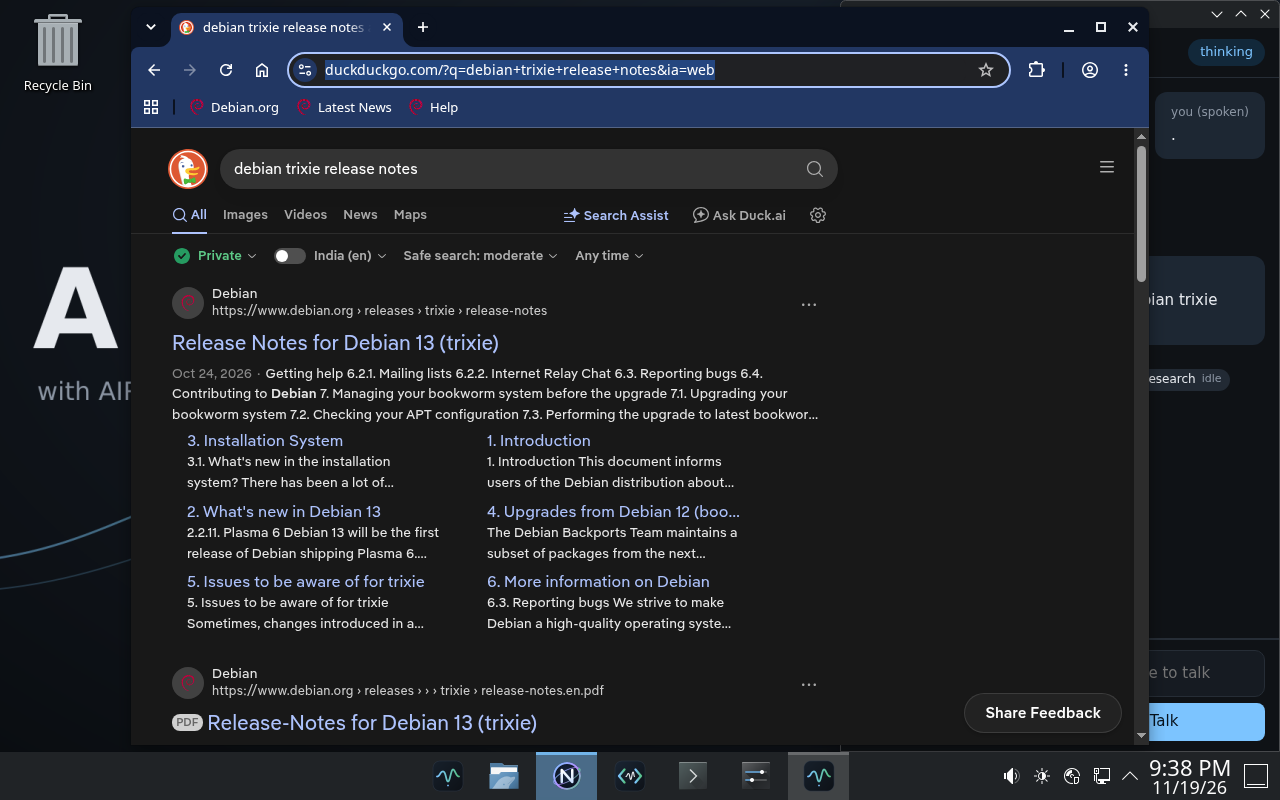 Recycle Bin
A
with AIR
debian trixie release notes
duckduckgo.com/?q=debian+trixie+release+notes&ia=web
Debian.org
Latest News
Help
debian trixie release notes
All
Images
Videos
News
Maps
Search Assist
Ask Duck.ai
Private
India (en)
Safe search: moderate
Any time
Debian
https://www.debian.org › releases › trixie › release-notes
Release Notes for Debian 13 (trixie)
Oct 24, 2026 · Getting help 6.2.1. Mailing lists 6.2.2. Internet Relay Chat 6.3. Reporting bugs 6.4.
Contributing to Debian 7. Managing your bookworm system before the upgrade 7.1. Upgrading your
bookworm system 7.2. Checking your APT configuration 7.3. Performing the upgrade to latest bookwor...
3. Installation System
3.1. What's new in the installation
system? There has been a lot of...
1. Introduction
1. Introduction This document informs
users of the Debian distribution about...
2. What's new in Debian 13
2.2.11. Plasma 6 Debian 13 will be the first
release of Debian shipping Plasma 6....
4. Upgrades from Debian 12 (boo...
The Debian Backports Team maintains a
subset of packages from the next...
5. Issues to be aware of for trixie
5. Issues to be aware of for trixie
Sometimes, changes introduced in a...
6. More information on Debian
6.3. Reporting bugs We strive to make
Debian a high-quality operating syste...
Debian
https://www.debian.org › releases › › › trixie › release-notes.en.pdf
PDF Release-Notes for Debian 13 (trixie)
Share Feedback
thinking
you (spoken)
.
ian trixie
esearch idle
e to talk
Talk
9:38 PM
11/19/26